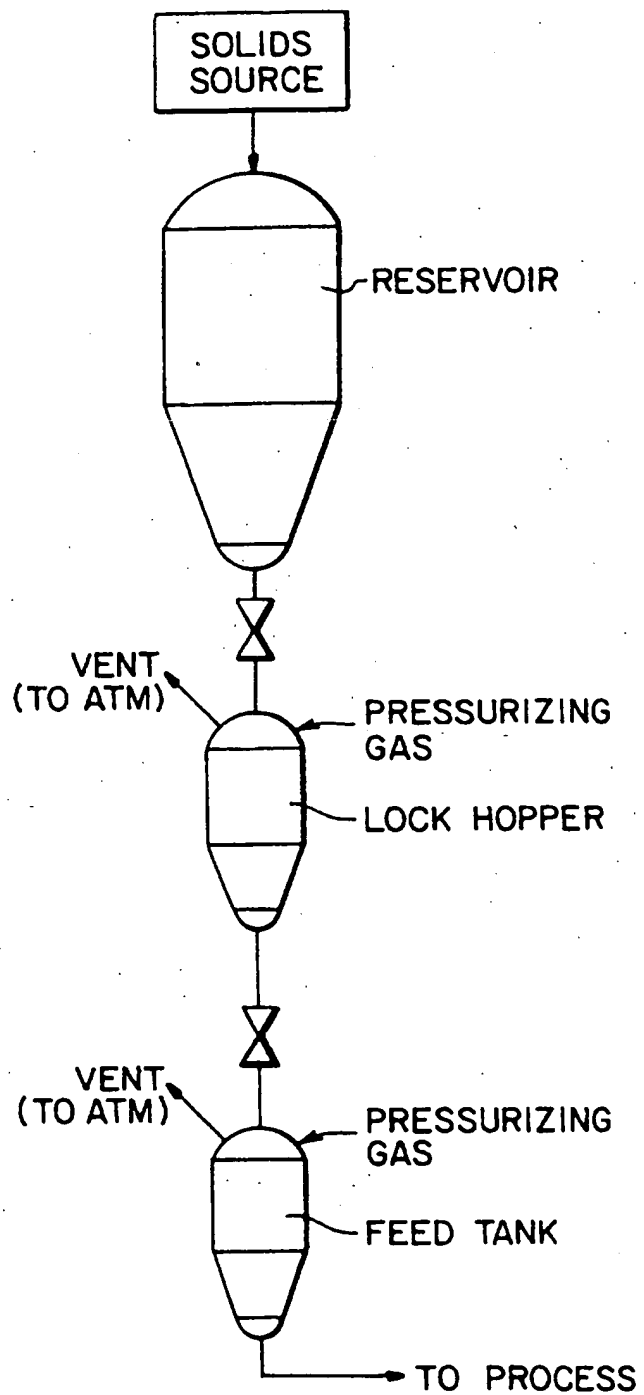 SOLIDS
SOURCE
RESERVOIR
VENT
(TO ATM)
PRESSURIZING
GAS
LOCK HOPPER
VENT
(TO ATM)
PRESSURIZING
GAS
FEED TANK
TO PROCESS